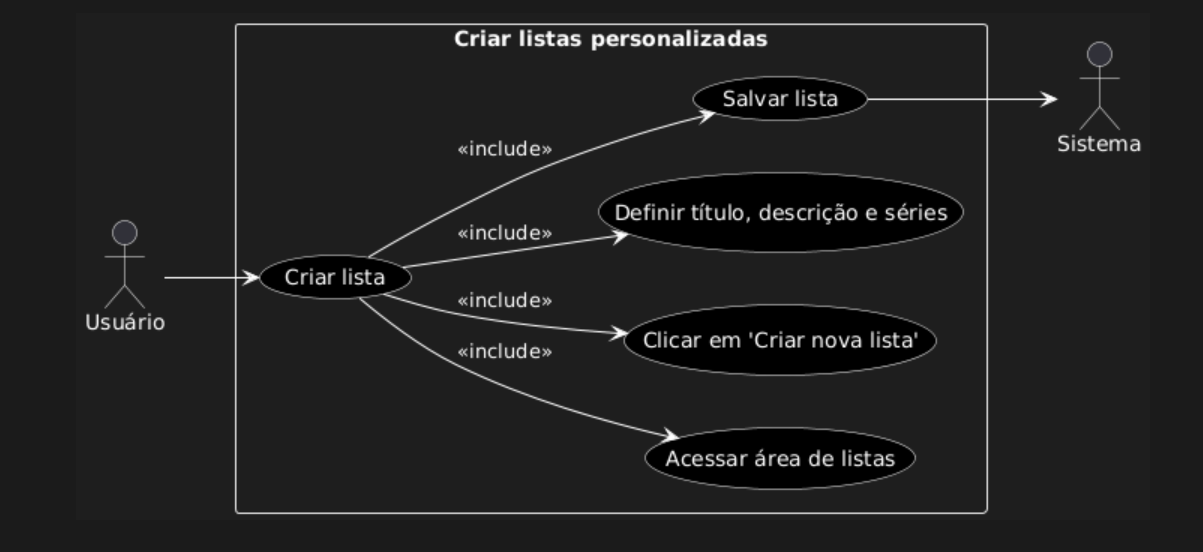 Criar listas personalizadas
Salvar lista
Sistema
«include»
Definir título, descrição e séries
«include»
Criar lista
Usuário
«include»
Clicar em 'Criar nova lista'
«include»
Acessar área de listas